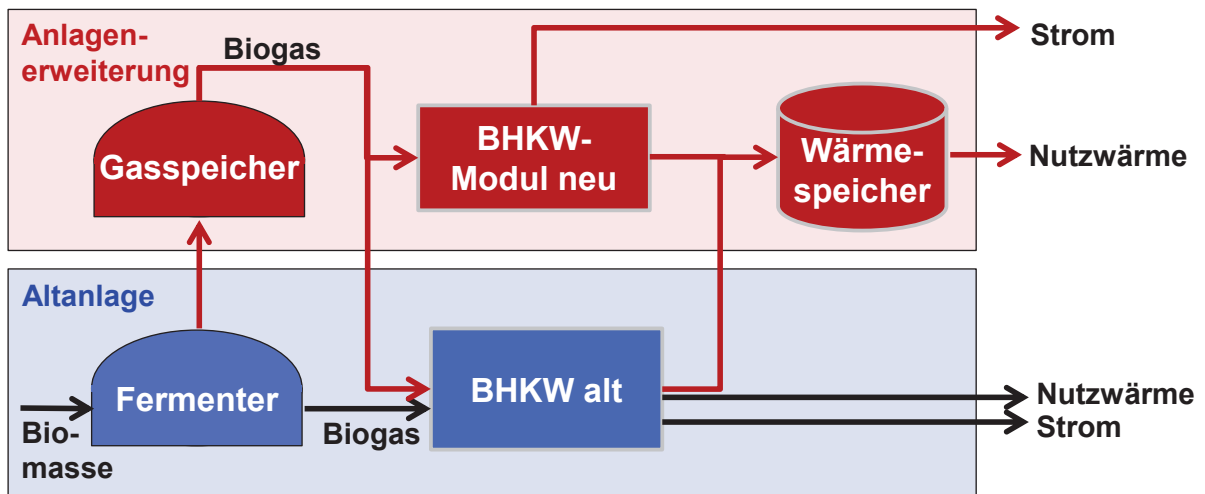 Anlagen-
erweiterung
Biogas
Strom
Gasspeicher
BHKW-
Modul neu
Wärme-
speicher
Nutzwärme
Altanlage
Fermenter
BHKW alt
Bio-
masse
Biogas
Nutzwärme
Strom